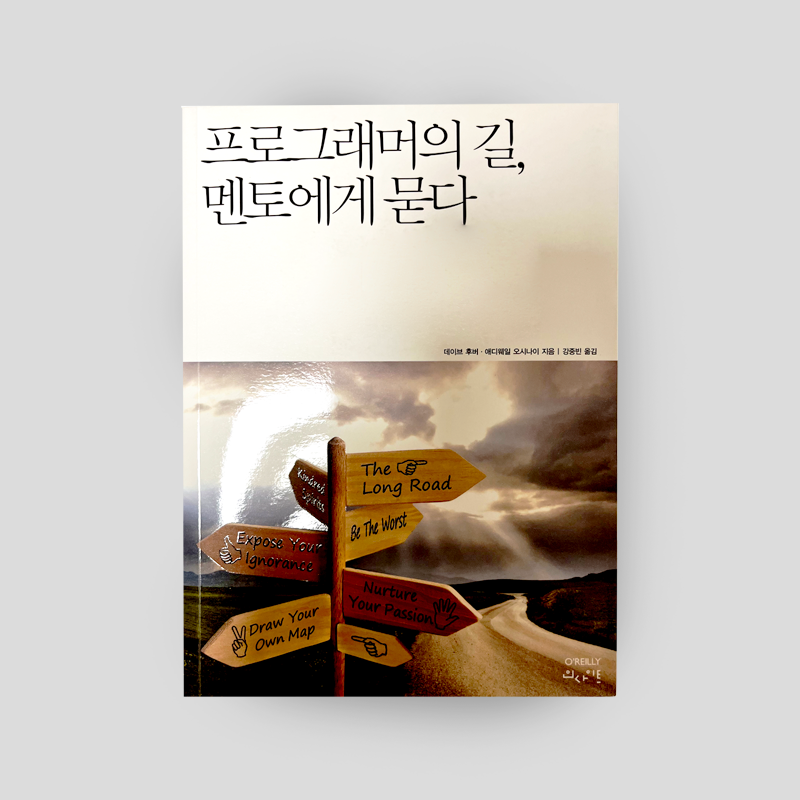 프로그래머의 길,
멘토에게 묻다
데이브 후버 · 애디웨일 오시나이 지음 | 강중빈 옮김
The
Long Road
Kindred
Spirits
Be The Worst
Expose Your
Ignorance
Nurture
Your Passion
Draw Your
Own Map
O'REILLY
인사이트